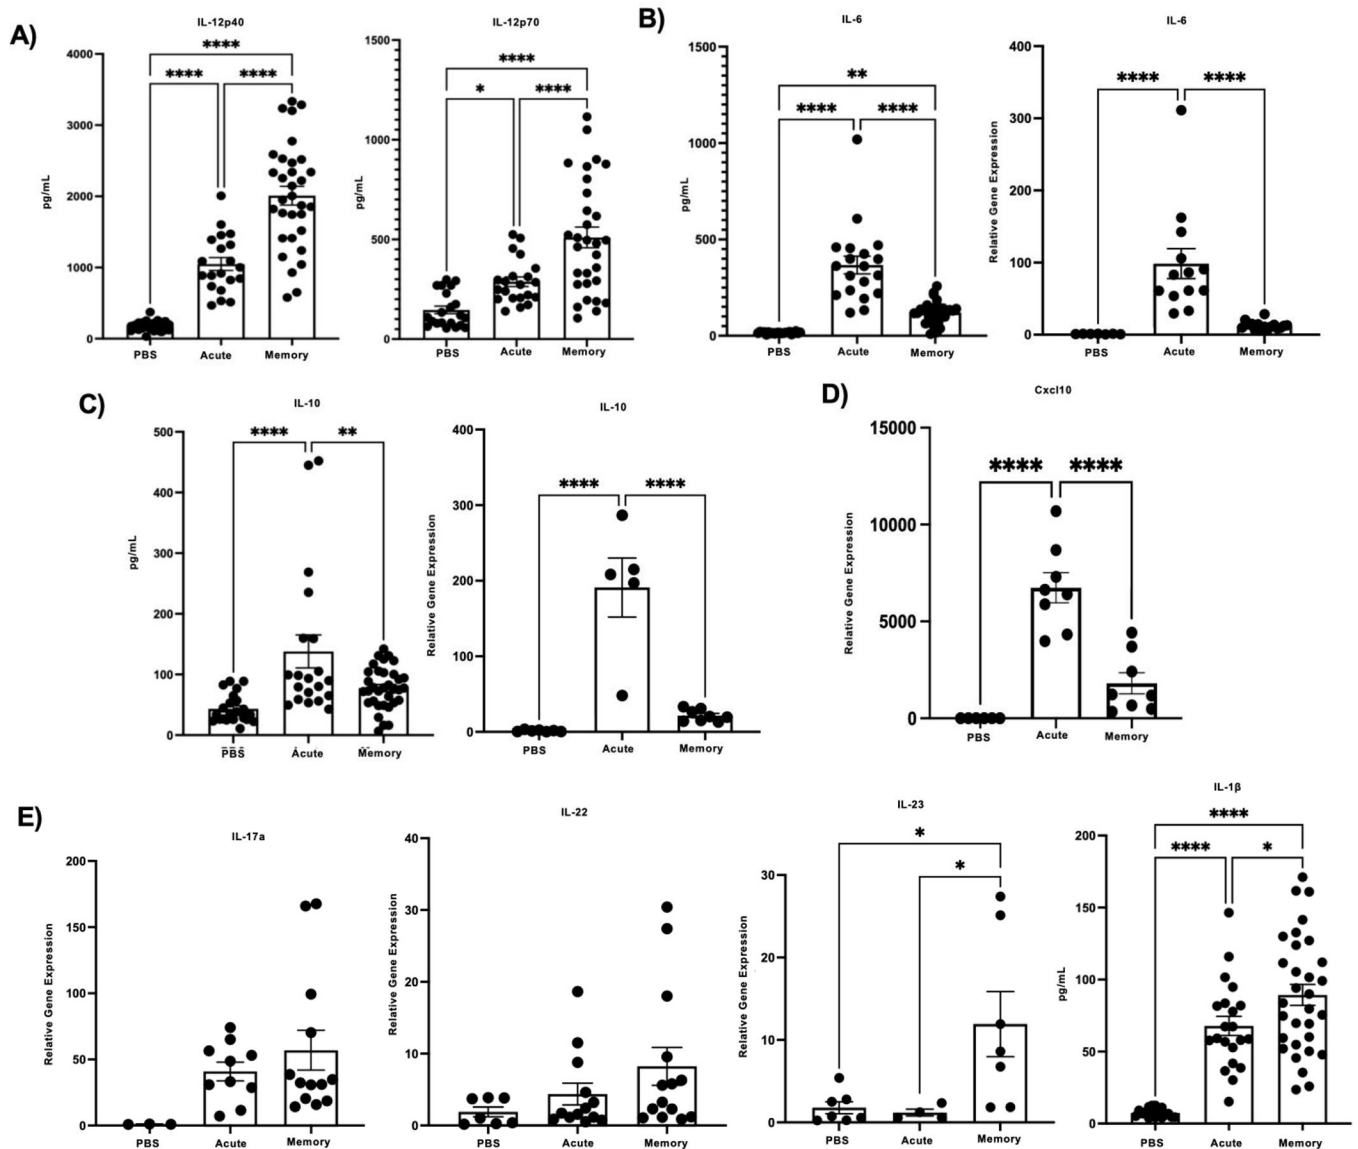 A)
IL-12p40
pg/mL
4000
3000
2000
1000
0
****
****
****
PBS Acute Memory
IL-12p70
pg/mL
1500
1000
500
0
****
*
****
PBS Acute Memory
B)
IL-6
pg/mL
1500
1000
500
0
**
****
****
PBS Acute Memory
IL-6
Relative Gene Expression
400
300
200
100
0
****
****
PBS Acute Memory
C)
IL-10
pg/mL
500
400
300
200
100
0
****
**
PBS Acute Memory
IL-10
Relative Gene Expression
400
300
200
100
0
****
****
PBS Acute Memory
D)
Cxcl10
Relative Gene Expression
15000
10000
5000
0
****
****
PBS Acute Memory
E)
IL-17a
Relative Gene Expression
200
150
100
50
0
PBS Acute Memory
IL-22
Relative Gene Expression
40
30
20
10
0
PBS Acute Memory
IL-23
Relative Gene Expression
30
20
10
0
*
*
PBS Acute Memory
IL-1β
pg/mL
200
150
100
50
0
****
****
*
PBS Acute Memory